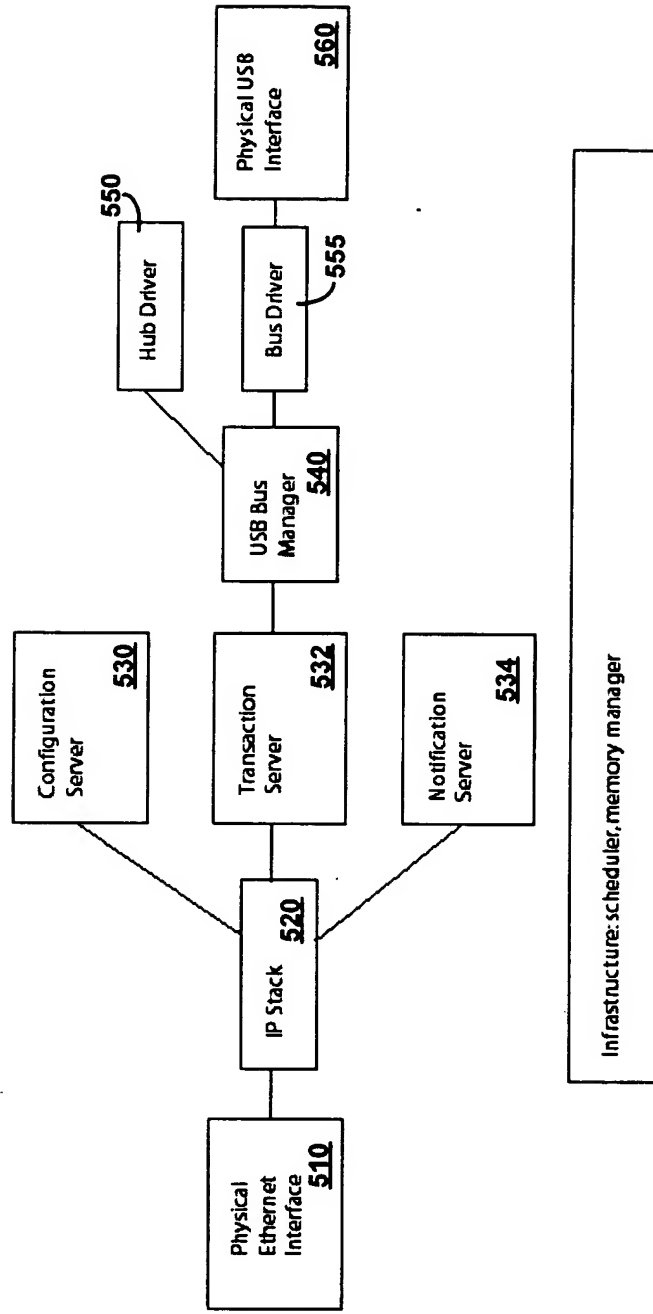 Physical
Ethernet
Interface
510
IP Stack
520
Configuration
Server
530
Transaction
Server
532
Notification
Server
534
USB Bus
Manager
540
Hub Driver
550
Bus Driver
555
Physical USB
Interface
560
Infrastructure: scheduler, memory manager